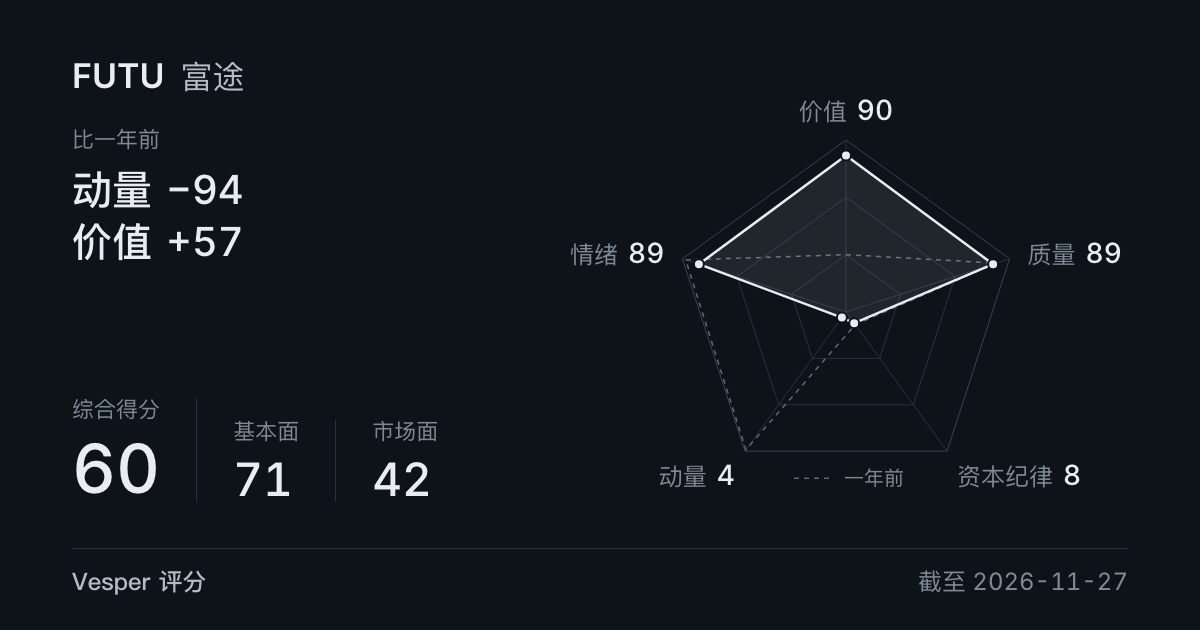 FUTU 富途
比一年前
动量 −94
价值 +57
综合得分
60
基本面
71
市场面
42
价值 90
情绪 89
质量 89
动量 4
一年前
资本纪律 8
Vesper 评分
截至 2026-11-27